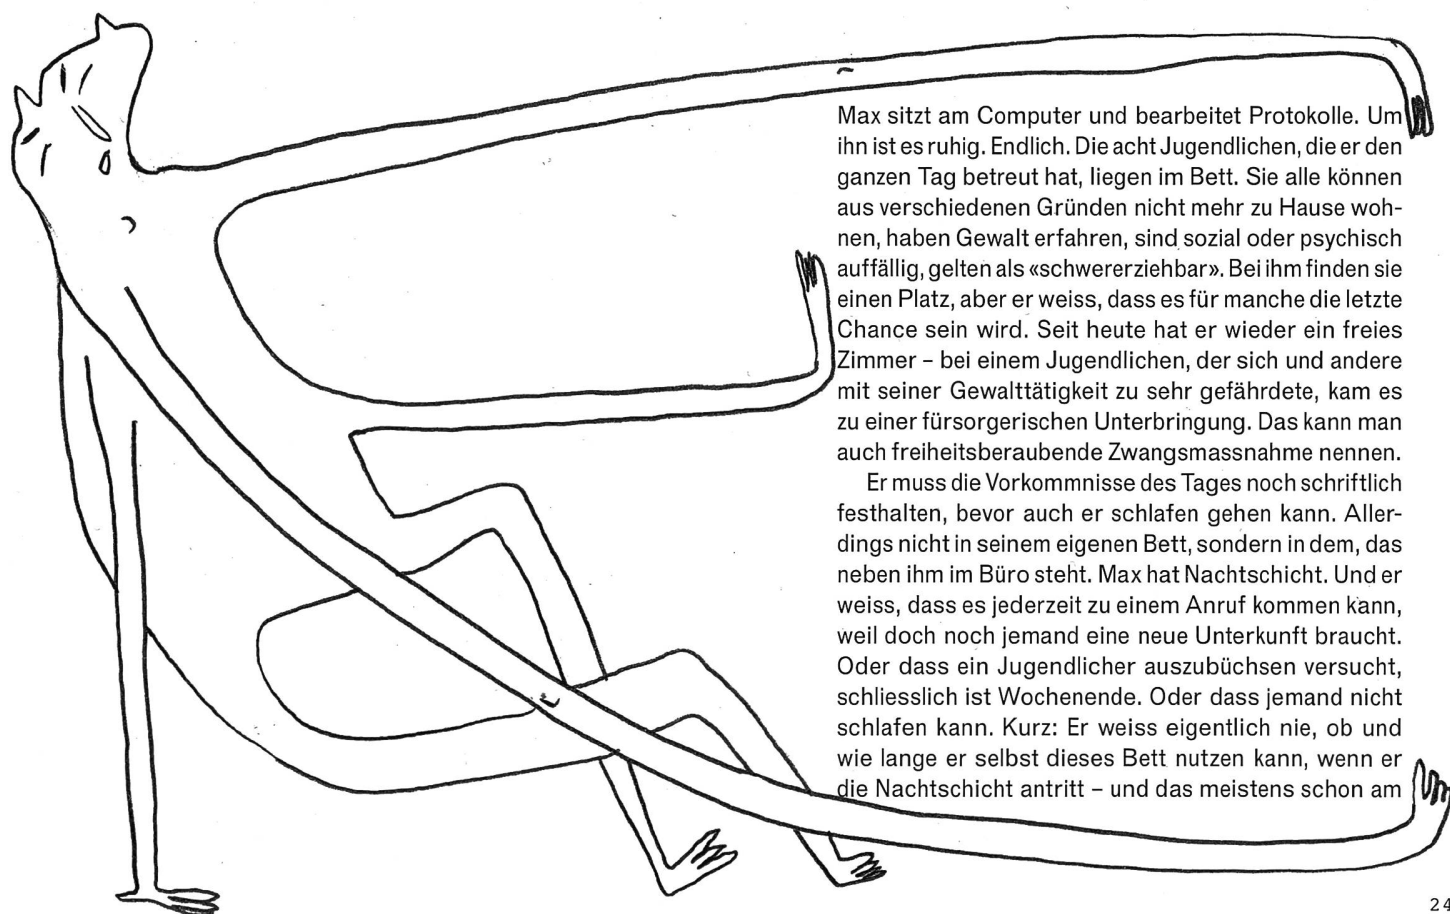 Max sitzt am Computer und bearbeitet Protokolle. Um
ihn ist es ruhig. Endlich. Die acht Jugendlichen, die er den
ganzen Tag betreut hat, liegen im Bett. Sie alle können
aus verschiedenen Gründen nicht mehr zu Hause woh-
nen, haben Gewalt erfahren, sind sozial oder psychisch
auffällig, gelten als «schwererziehbar». Bei ihm finden sie
einen Platz, aber er weiss, dass es für manche die letzte
Chance sein wird. Seit heute hat er wieder ein freies
Zimmer – bei einem Jugendlichen, der sich und andere
mit seiner Gewalttätigkeit zu sehr gefährdete, kam es
zu einer fürsorgerischen Unterbringung. Das kann man
auch freiheitsberaubende Zwangsmassnahme nennen.
Er muss die Vorkommnisse des Tages noch schriftlich
festhalten, bevor auch er schlafen gehen kann. Aller-
dings nicht in seinem eigenen Bett, sondern in dem, das
neben ihm im Büro steht. Max hat Nachtschicht. Und er
weiss, dass es jederzeit zu einem Anruf kommen kann,
weil doch noch jemand eine neue Unterkunft braucht.
Oder dass ein Jugendlicher auszubüchsen versucht,
schliesslich ist Wochenende. Oder dass jemand nicht
schlafen kann. Kurz: Er weiss eigentlich nie, ob und
wie lange er selbst dieses Bett nutzen kann, wenn er
die Nachtschicht antritt – und das meistens schon am
24